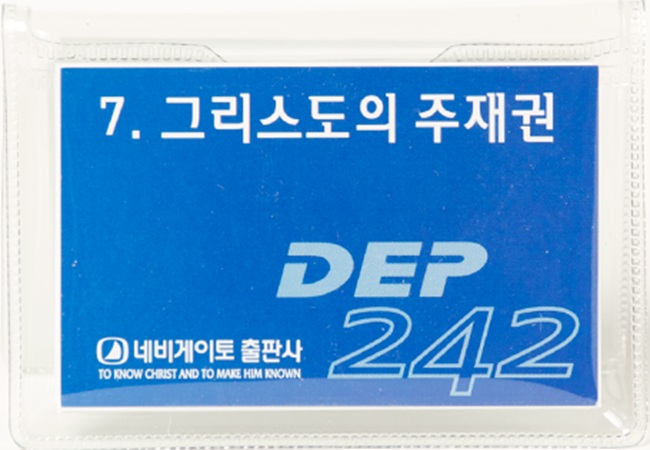 7. 그리스도의 주재권
DEP
242
네비게이토 출판사
TO KNOW CHRIST AND TO MAKE HIM KNOWN